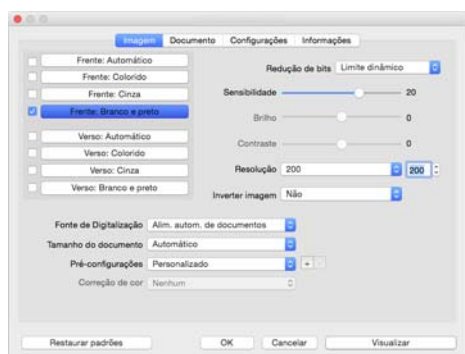 Imagem Documento Configurações Informações
Frente: Automático
Frente: Colorido
Frente: Cinza
Frente: Branco e preto
Verso: Automático
Verso: Colorido
Verso: Cinza
Verso: Branco e preto
Redução de bits Limite dinâmico
Sensibilidade 20
Brilho 0
Contraste 0
Resolução 200 200
Inverter imagem Não
Fonte de Digitalização Alim. autom. de documentos
Tamanho do documento Automático
Pré-configurações Personalizado + -
Correção de cor Nenhum
Restaurar padrões OK Cancelar Visualizar